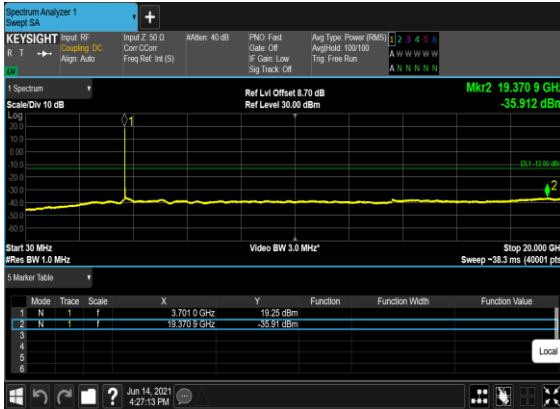 Spectrum Analyzer 1
Swept SA
+
KEYSIGHT Input: RF Input Z: 50 Ω #Atten: 40 dB PNO: Fast Avg Type: Power (RMS) 1 2 3 4 5 6
R T Coupling: DC Corr CCorr Gate: Off Avg|Hold: 100/100 A W W W W W
Align: Auto Freq Ref: Int (S) IF Gain: Low Trig: Free Run
Sig Track: Off A N N N N N
1 Spectrum Ref Lvl Offset 8.70 dB Mkr2 19.370 9 GHz
Scale/Div 10 dB Ref Level 30.00 dBm -35.912 dBm
Log
20.0
10.0
0.00
-10.0
-20.0
-30.0
-40.0
-50.0
-60.0
1
DL1 -13.00 dBm
2
Start 30 MHz Video BW 3.0 MHz* Stop 20.000 GH
#Res BW 1.0 MHz Sweep ~38.3 ms (40001 pts
5 Marker Table
Mode Trace Scale X Y Function Function Width Function Value
1 N 1 f 3.701 0 GHz 19.25 dBm
2 N 1 f 19.370 9 GHz -35.91 dBm
3
4
5
6
Local
? Jun 14, 2021
4:27:13 PM